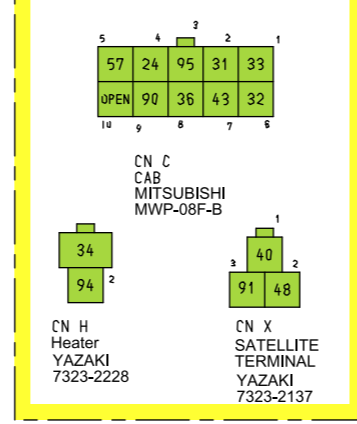 3
5 4 2 1
57 24 95 31 33
OPEN 90 36 43 32
10 9 8 7 6
CN C
CAB
MITSUBISHI
MWP-08F-B
34
94 2
CN H
Heater
YAZAKI
7323-2228
1
40
3 2
91 48
CN X
SATELLITE
TERMINAL
YAZAKI
7323-2137